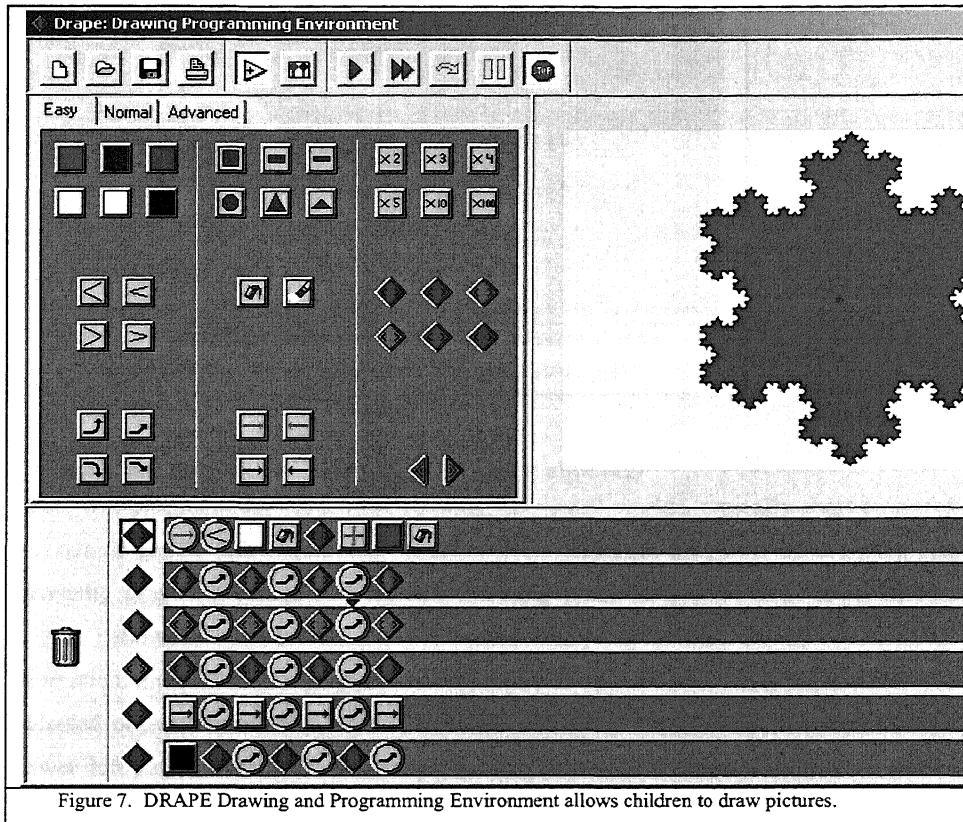 Drape: Drawing Programming Environment
STOP
Easy Normal Advanced
×2 ×3 ×4
×5 ×10 ×100
Figure 7. DRAPE Drawing and Programming Environment allows children to draw pictures.